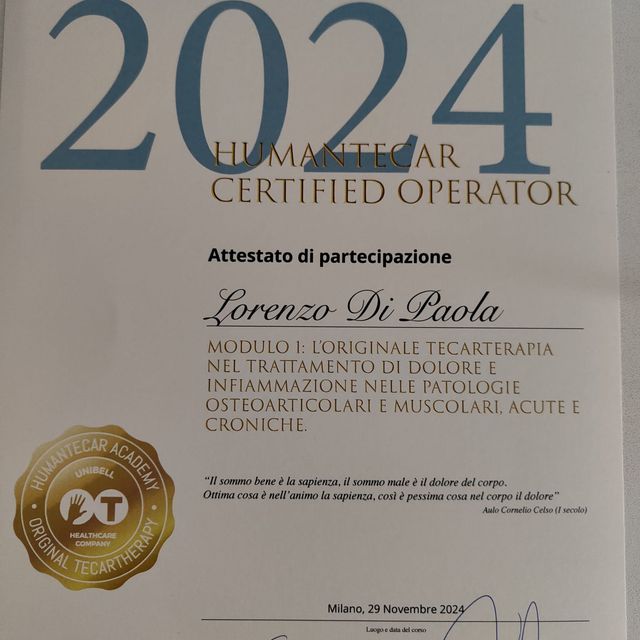 2024
HUMANTECAR
CERTIFIED OPERATOR
Attestato di partecipazione
Lorenzo Di Paola
MODULO 1: L'ORIGINALE TECARTERAPIA
NEL TRATTAMENTO DI DOLORE E
INFIAMMAZIONE NELLE PATOLOGIE
OSTEOARTICOLARI E MUSCOLARI, ACUTE E
CRONICHE.
HUMANTECAR ACADEMY
UNIBELL
HT
HEALTHCARE
COMPANY
ORIGINAL TECARTHERAPY
“Il sommo bene è la sapienza, il sommo male è il dolore del corpo.
Ottima cosa è nell'animo la sapienza, così è pessima cosa nel corpo il dolore”
Aulo Cornelio Celso (I secolo)
Milano, 29 Novembre 2024
Luogo e data del corso